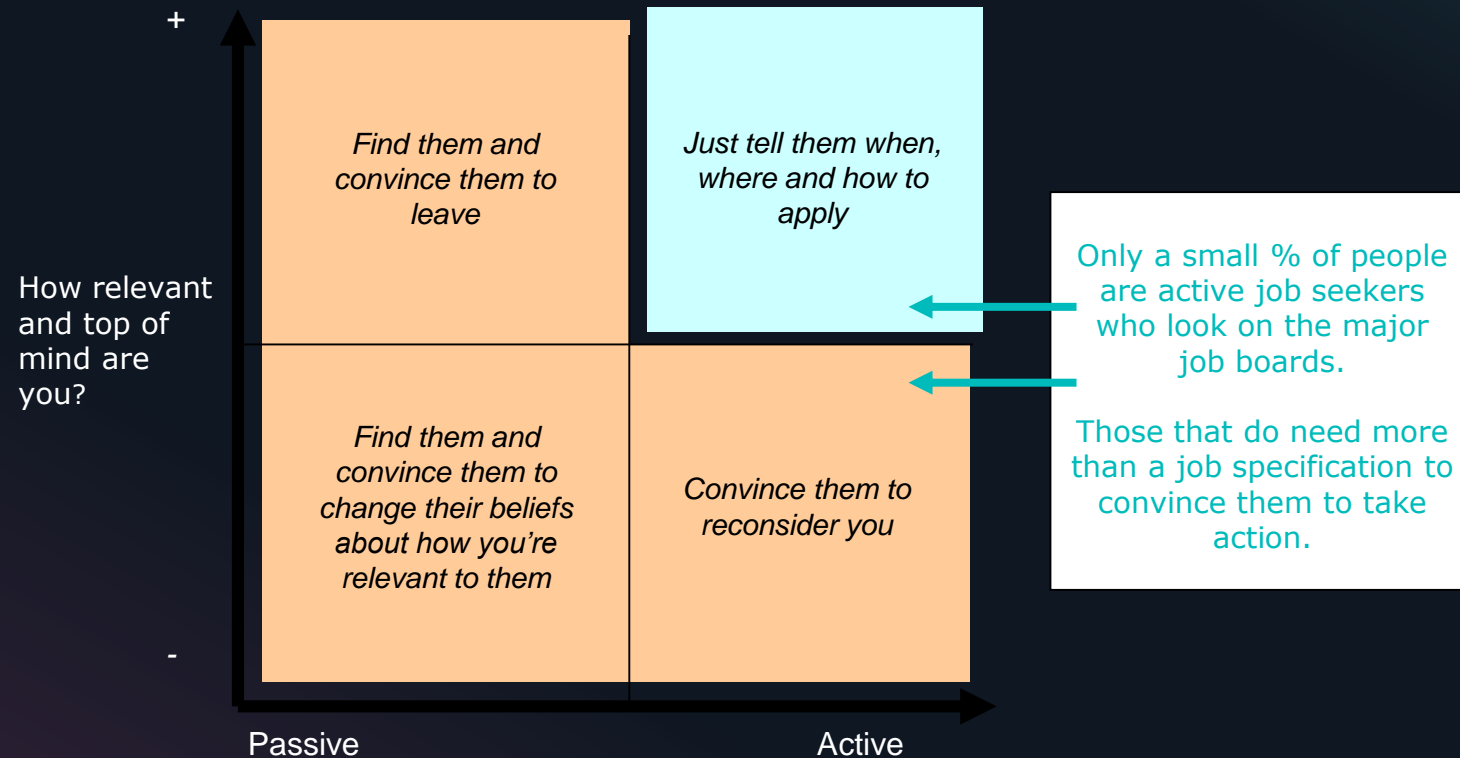 +
Find them and
convince them to
leave
Just tell them when,
where and how to
apply
How relevant
and top of
mind are
you?
Only a small % of people
are active job seekers
who look on the major
job boards.
Those that do need more
than a job specification to
convince them to take
action.
Find them and
convince them to
change their beliefs
about how you’re
relevant to them
Convince them to
reconsider you
-
Passive
Active